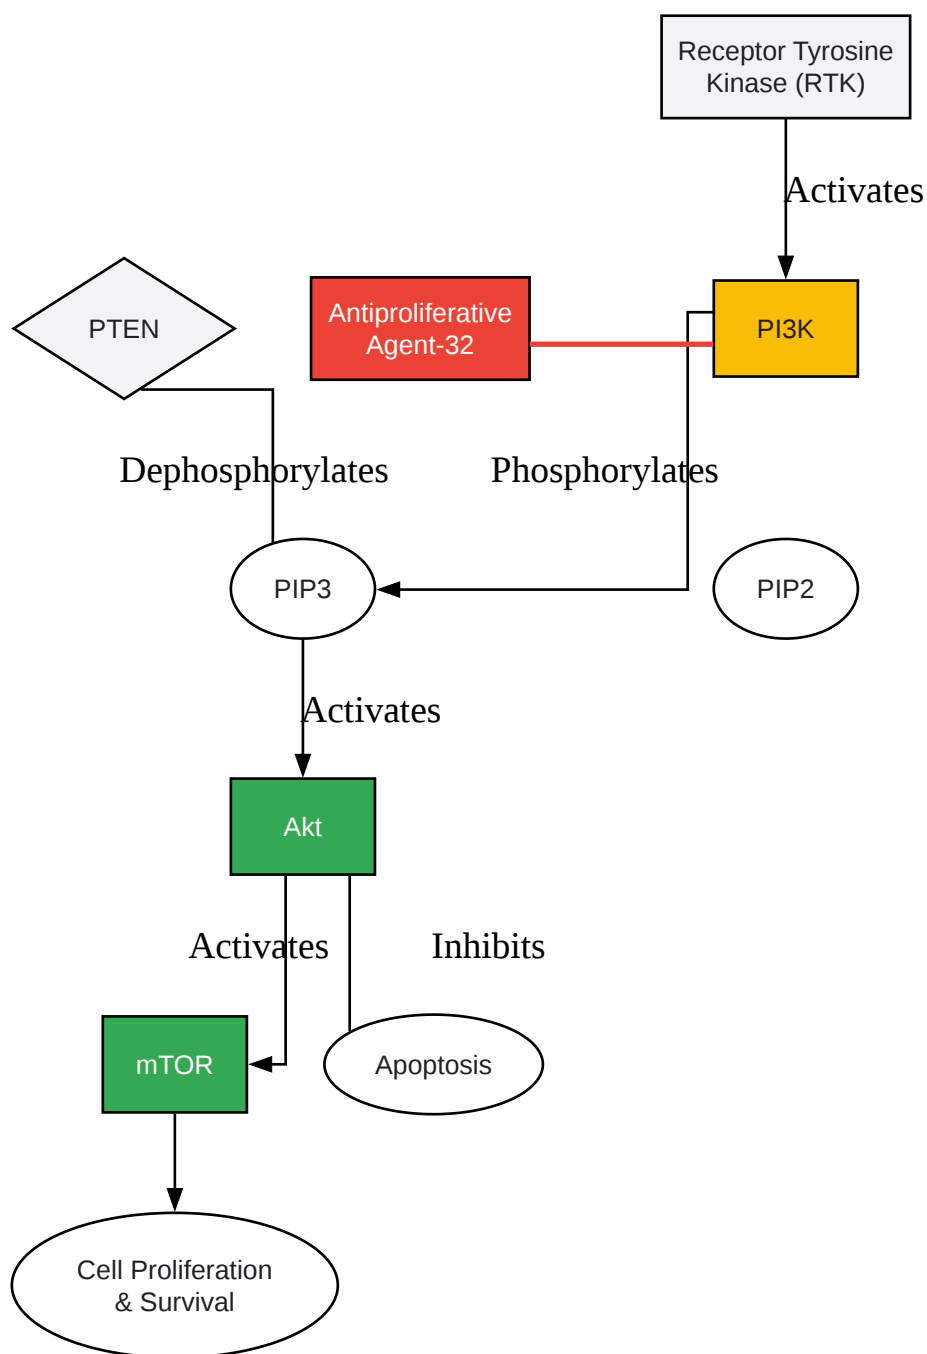 Receptor Tyrosine
Kinase (RTK)
Activates
PTEN
Antiproliferative
Agent-32
PI3K
Dephosphorylates
Phosphorylates
PIP3
PIP2
Activates
Akt
Activates
Inhibits
mTOR
Apoptosis
Cell Proliferation
& Survival